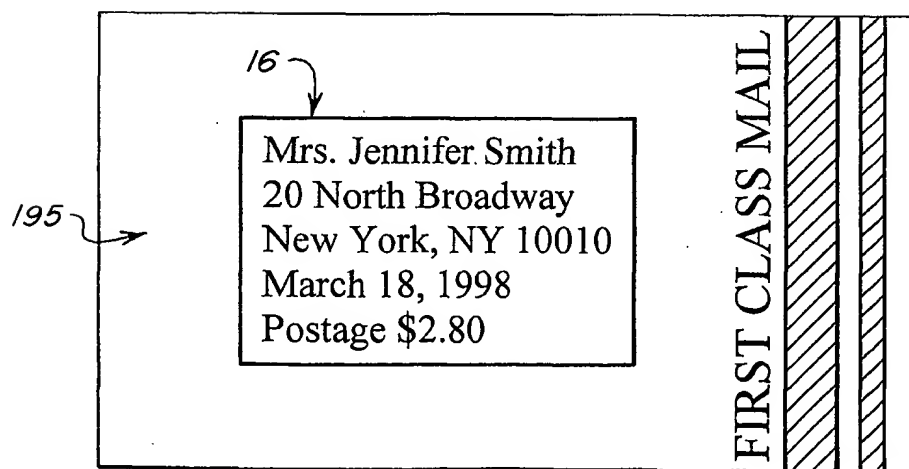 16
Mrs. Jennifer Smith
20 North Broadway
New York, NY 10010
March 18, 1998
Postage $2.80
195
FIRST CLASS MAIL